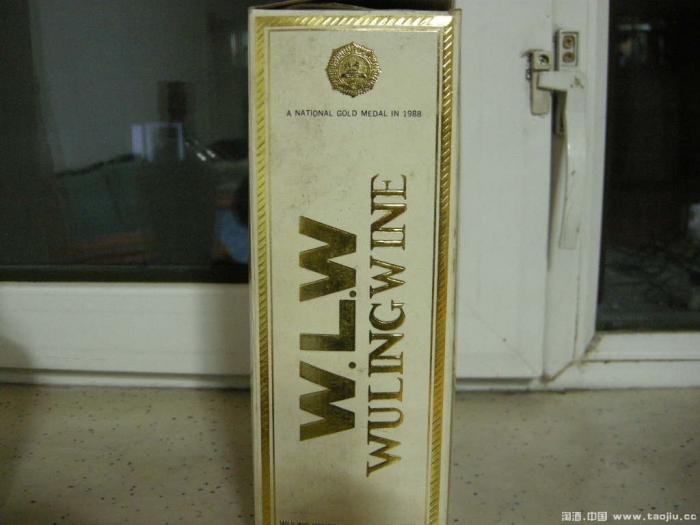 A NATIONAL GOLD MEDAL IN 1988
W.L.W
WULINGWINE
淘酒.中国 www.taojiu.cc